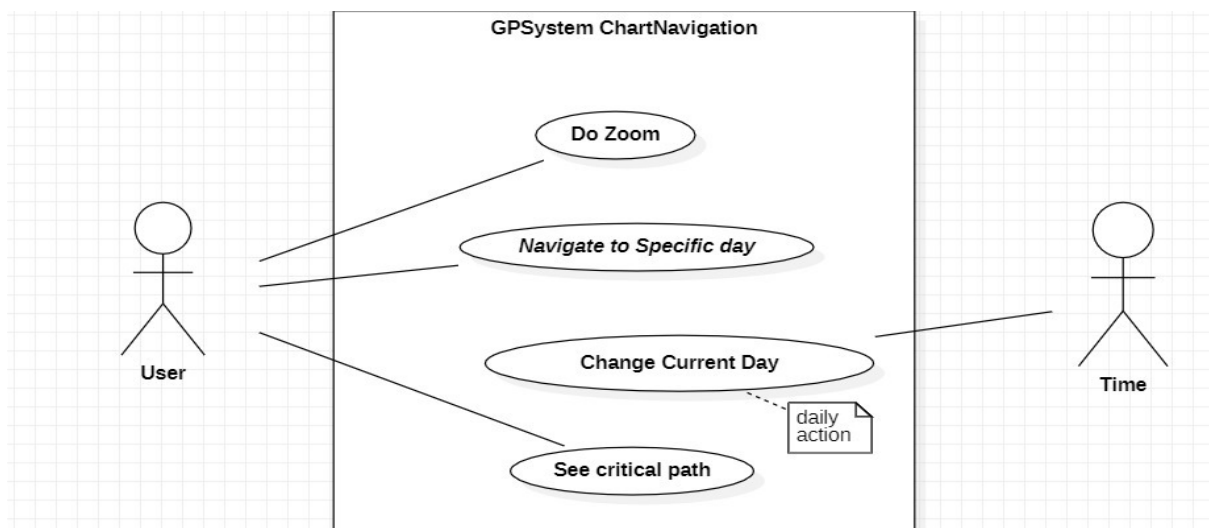 GPSystem ChartNavigation
Do Zoom
Navigate to Specific day
Change Current Day
User
Time
daily
action
See critical path